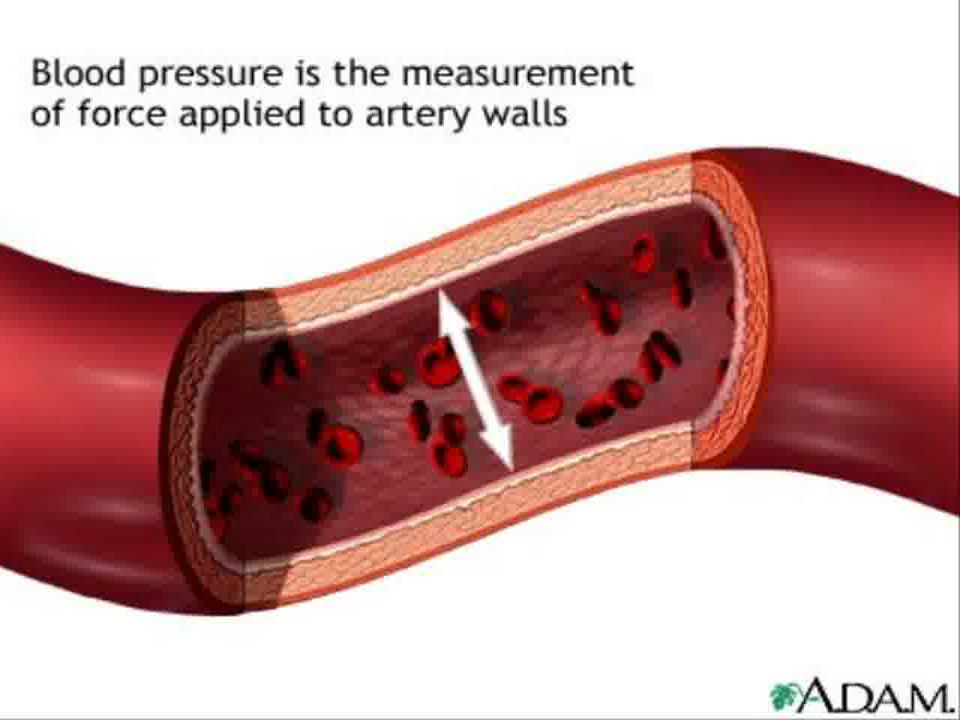 Blood pressure is the measurement
of force applied to artery walls
A.D.A.M.